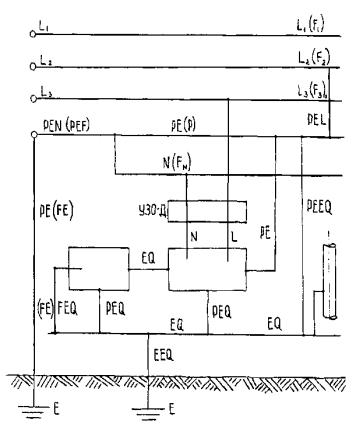 L₁ L₁(F₁)
L₂ L₂(F₂)
L₃ L₃(F₃)
PEL
PEN (PEF) PE(P)
N(Fₙ)
PE(FE) УЗО-Д PE PEEQ
N L
EQ
(FE) FEQ PEQ PEQ
EQ EQ
EEQ
E E